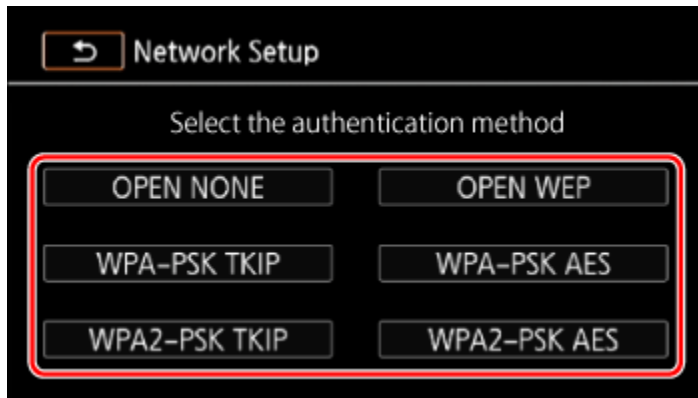 Network Setup
Select the authentication method
OPEN NONE
OPEN WEP
WPA-PSK TKIP
WPA-PSK AES
WPA2-PSK TKIP
WPA2-PSK AES